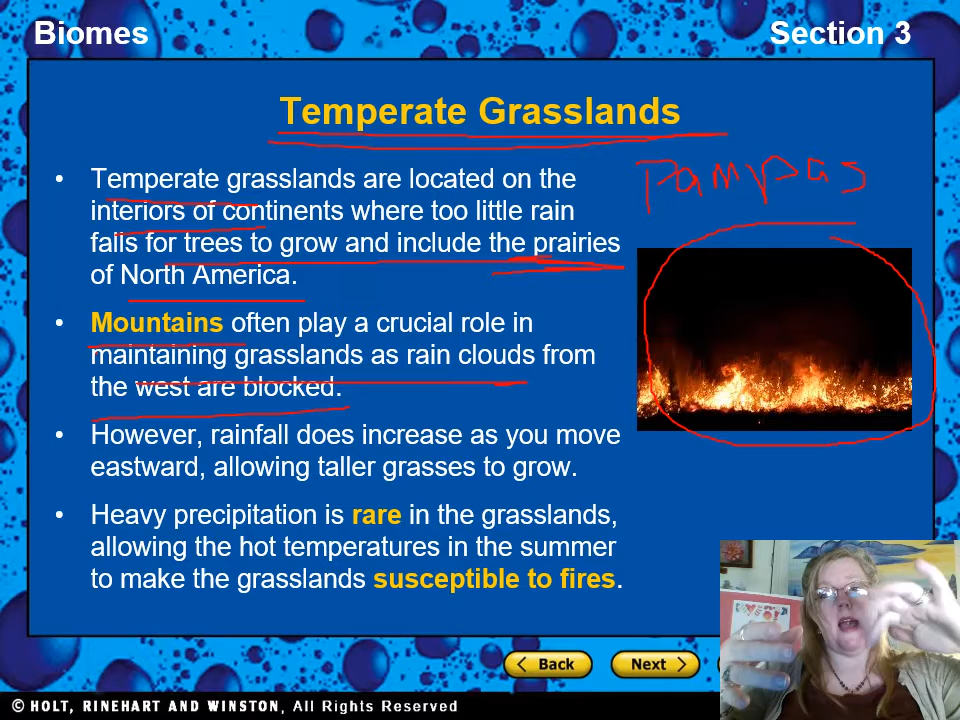 Biomes
Section 3
Temperate Grasslands
Pampas
• Temperate grasslands are located on the
interiors of continents where too little rain
falls for trees to grow and include the prairies
of North America.
• Mountains often play a crucial role in
maintaining grasslands as rain clouds from
the west are blocked.
• However, rainfall does increase as you move
eastward, allowing taller grasses to grow.
• Heavy precipitation is rare in the grasslands,
allowing the hot temperatures in the summer
to make the grasslands susceptible to fires.
< Back
Next >
© HOLT, RINEHART AND WINSTON, All Rights Reserved